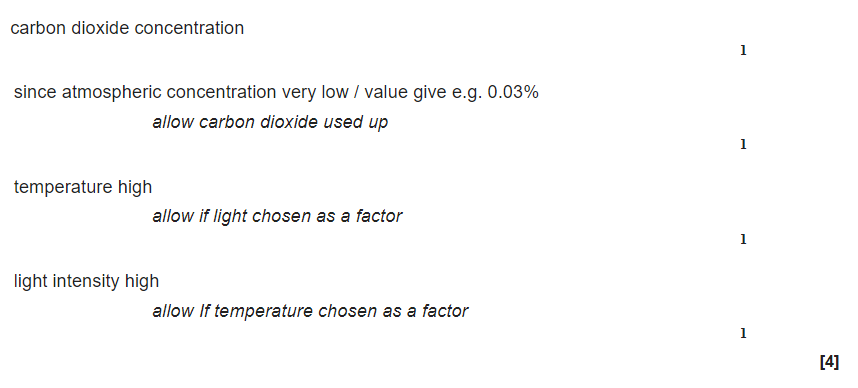 carbon dioxide concentration
1
since atmospheric concentration very low / value give e.g. 0.03%
allow carbon dioxide used up
1
temperature high
allow if light chosen as a factor
1
light intensity high
allow If temperature chosen as a factor
1
[4]